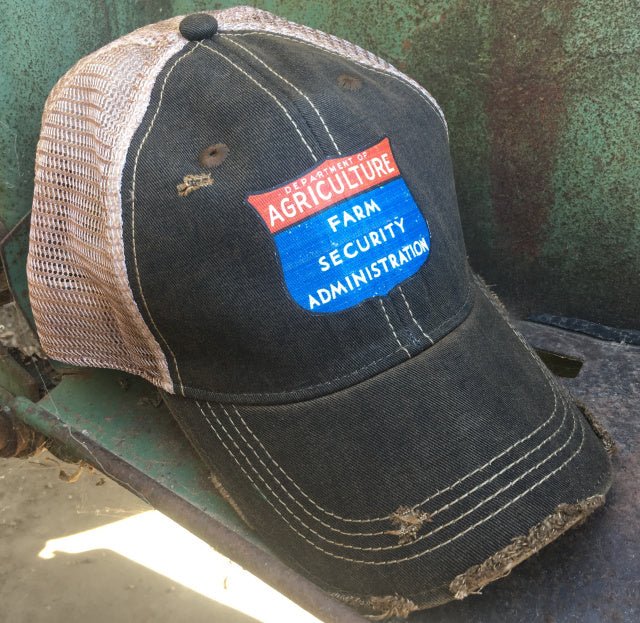 DEPARTMENT OF
AGRICULTURE
FARM
SECURITY
ADMINISTRATION